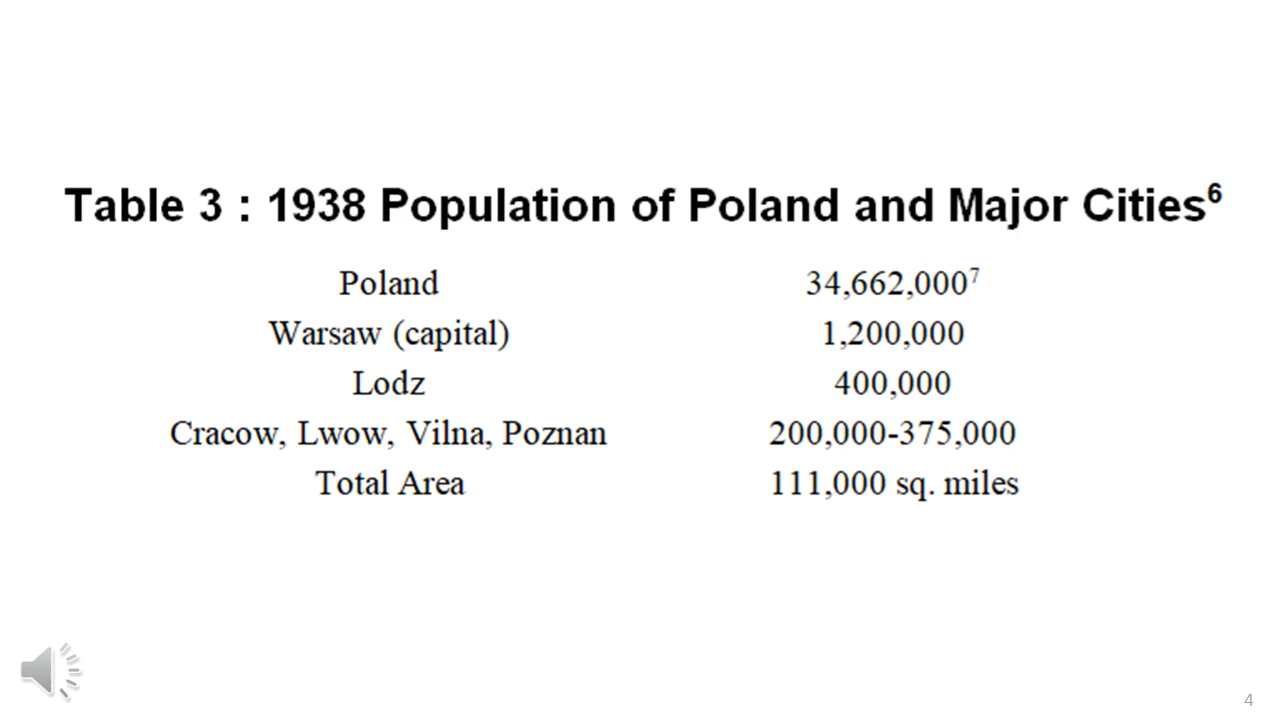 Table 3 : 1938 Population of Poland and Major Cities⁶
Poland 34,662,000⁷
Warsaw (capital) 1,200,000
Lodz 400,000
Cracow, Lwow, Vilna, Poznan 200,000-375,000
Total Area 111,000 sq. miles
4